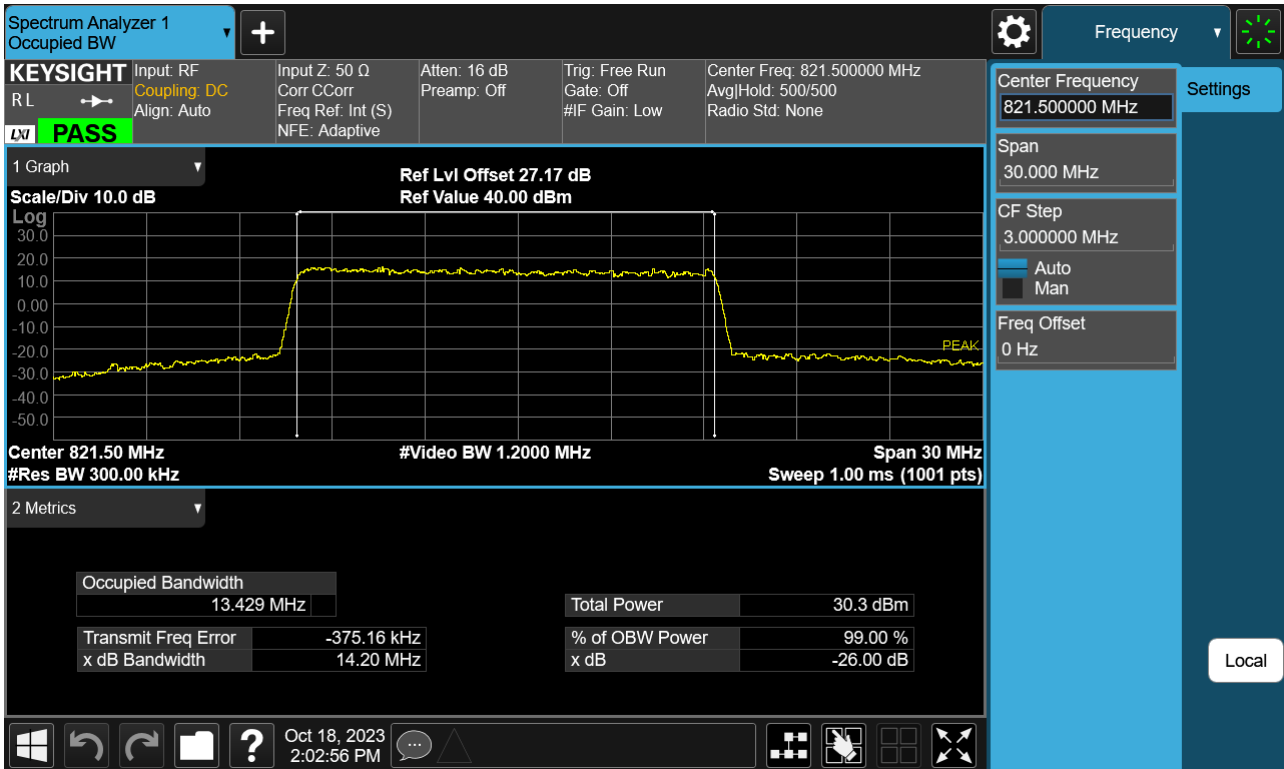 Spectrum Analyzer 1
Occupied BW
Frequency
KEYSIGHT
R L
LXI
PASS
Input: RF
Coupling: DC
Align: Auto
Input Z: 50 Ω
Corr CCorr
Freq Ref: Int (S)
NFE: Adaptive
Atten: 16 dB
Preamp: Off
Trig: Free Run
Gate: Off
#IF Gain: Low
Center Freq: 821.500000 MHz
Avg|Hold: 500/500
Radio Std: None
Center Frequency
821.500000 MHz
Settings
Span
30.000 MHz
CF Step
3.000000 MHz
Auto
Man
Freq Offset
0 Hz
Local
1 Graph
Scale/Div 10.0 dB
Ref Lvl Offset 27.17 dB
Ref Value 40.00 dBm
Log
30.0
20.0
10.0
0.00
-10.0
-20.0
-30.0
-40.0
-50.0
PEAK
Center 821.50 MHz
#Video BW 1.2000 MHz
Span 30 MHz
#Res BW 300.00 kHz
Sweep 1.00 ms (1001 pts)
2 Metrics
Occupied Bandwidth
13.429 MHz
Total Power 30.3 dBm
Transmit Freq Error -375.16 kHz
% of OBW Power 99.00 %
x dB Bandwidth 14.20 MHz
x dB -26.00 dB
Oct 18, 2023
2:02:56 PM